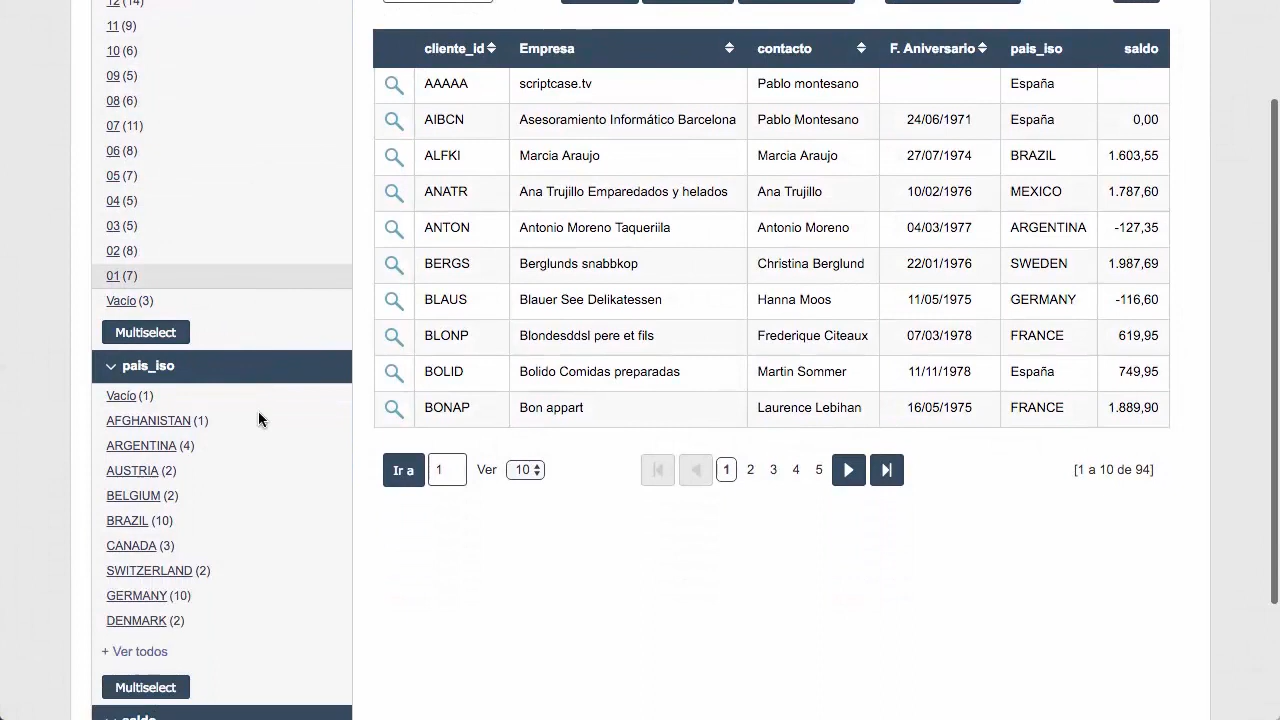 12 (14)
11 (9)
10 (6)
09 (5)
08 (6)
07 (11)
06 (8)
05 (7)
04 (5)
03 (5)
02 (8)
01 (7)
Vacío (3)
Multiselect
pais_iso
Vacío (1)
AFGHANISTAN (1)
ARGENTINA (4)
AUSTRIA (2)
BELGIUM (2)
BRAZIL (10)
CANADA (3)
SWITZERLAND (2)
GERMANY (10)
DENMARK (2)
+ Ver todos
Multiselect
saldo
cliente_id Empresa contacto F. Aniversario pais_iso saldo
AAAAA scriptcase.tv Pablo montesano España
AIBCN Asesoramiento Informático Barcelona Pablo Montesano 24/06/1971 España 0,00
ALFKI Marcia Araujo Marcia Araujo 27/07/1974 BRAZIL 1.603,55
ANATR Ana Trujillo Emparedados y helados Ana Trujillo 10/02/1976 MEXICO 1.787,60
ANTON Antonio Moreno Taqueriila Antonio Moreno 04/03/1977 ARGENTINA -127,35
BERGS Berglunds snabbkop Christina Berglund 22/01/1976 SWEDEN 1.987,69
BLAUS Blauer See Delikatessen Hanna Moos 11/05/1975 GERMANY -116,60
BLONP Blondesddsl pere et fils Frederique Citeaux 07/03/1978 FRANCE 619,95
BOLID Bolido Comidas preparadas Martin Sommer 11/11/1978 España 749,95
BONAP Bon appart Laurence Lebihan 16/05/1975 FRANCE 1.889,90
Ir a 1 Ver 10 1 2 3 4 5 [1 a 10 de 94]